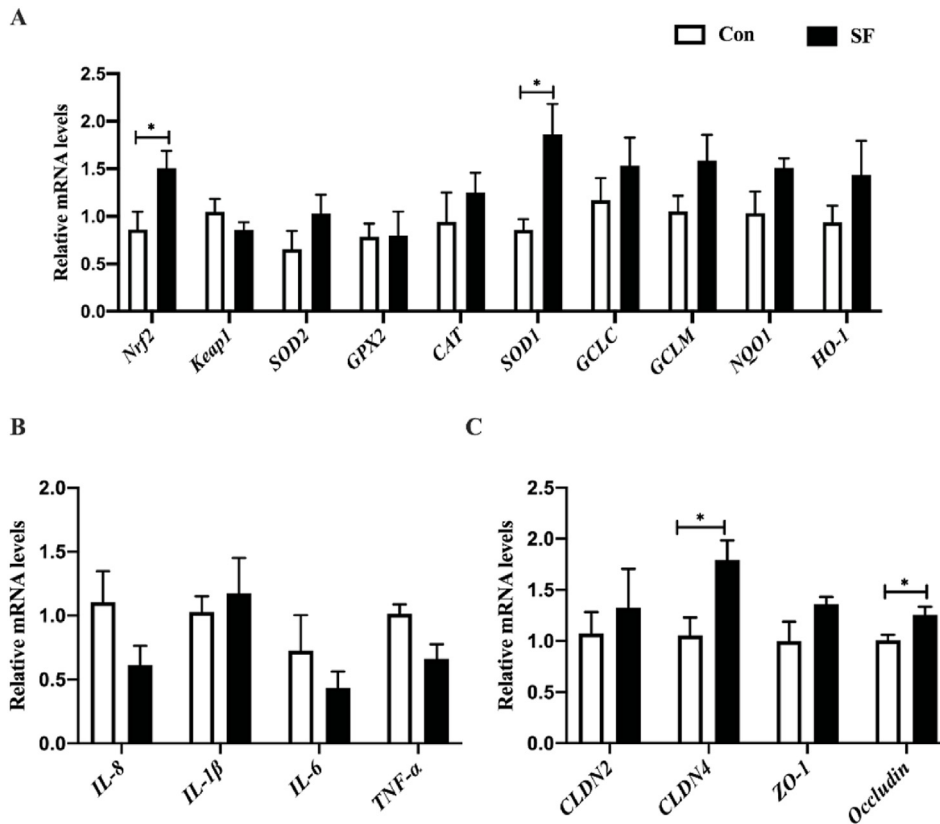 A
Con SF
Relative mRNA levels
2.5
2.0
1.5
1.0
0.5
0.0
*
*
Nrf2 Keap1 SOD2 GPX2 CAT SOD1 GCLC GCLM NQO1 HO-1
B
Relative mRNA levels
2.0
1.5
1.0
0.5
0.0
IL-8 IL-1β IL-6 TNF-α
C
Relative mRNA levels
2.5
2.0
1.5
1.0
0.5
0.0
*
*
CLDN2 CLDN4 ZO-1 Occludin